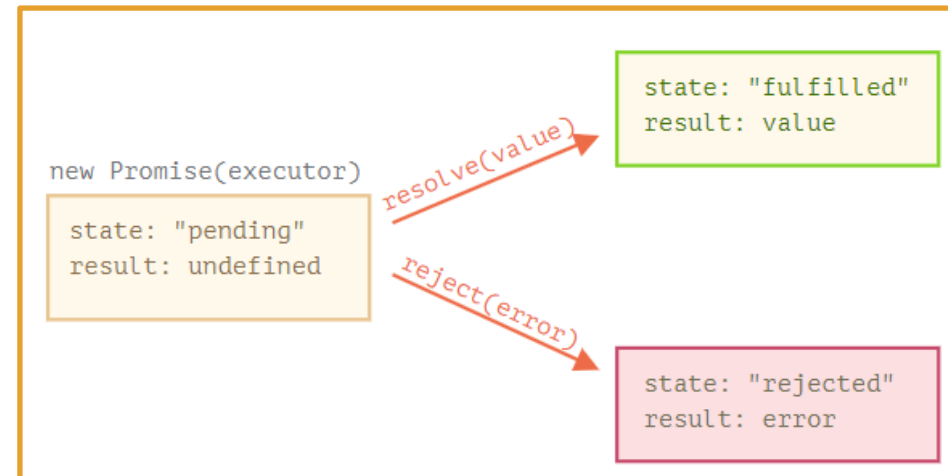 new Promise(executor)
state: "pending"
result: undefined
resolve(value)
reject(error)
state: "fulfilled"
result: value
state: "rejected"
result: error